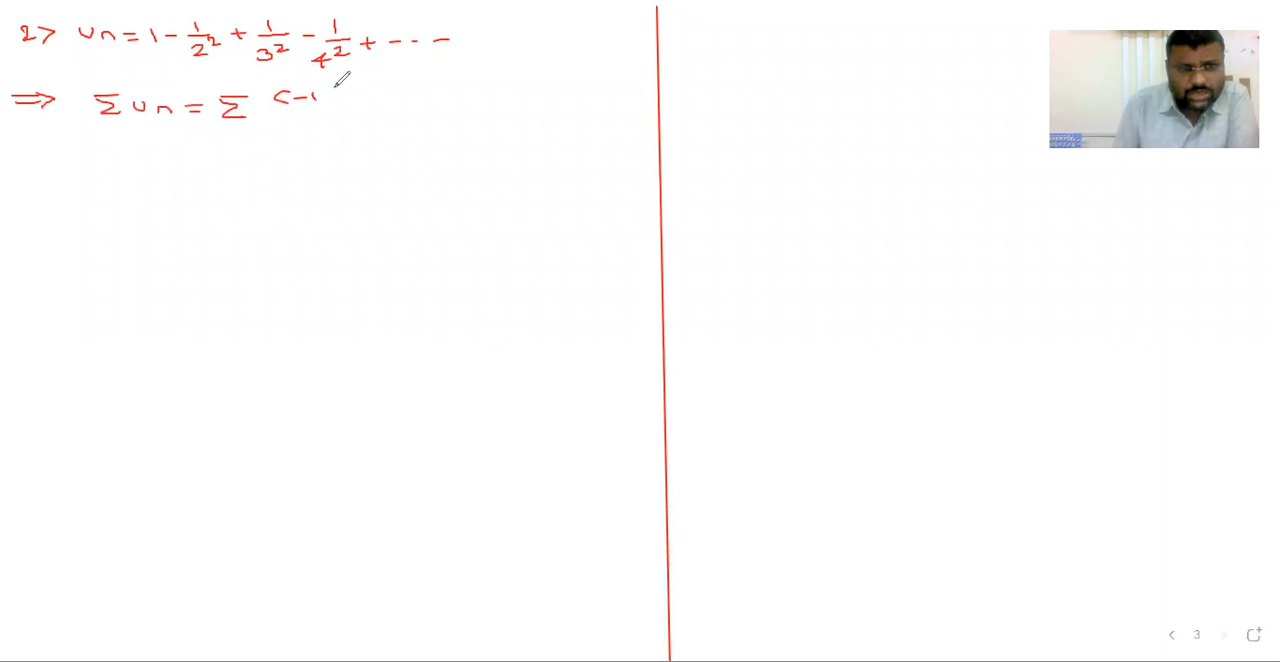 2> un = 1 - 1/2² + 1/3² - 1/4² + - - -
⇒ Σ un = Σ (-1
3